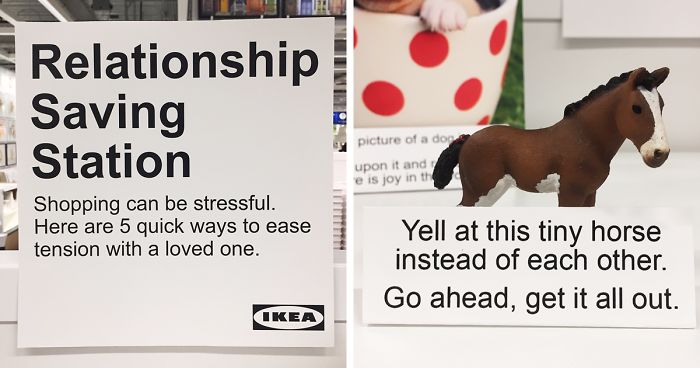 Relationship
Saving
Station
Shopping can be stressful.
Here are 5 quick ways to ease
tension with a loved one.
IKEA
picture of a dog
upon it and
e is joy in th
Yell at this tiny horse
instead of each other.
Go ahead, get it all out.